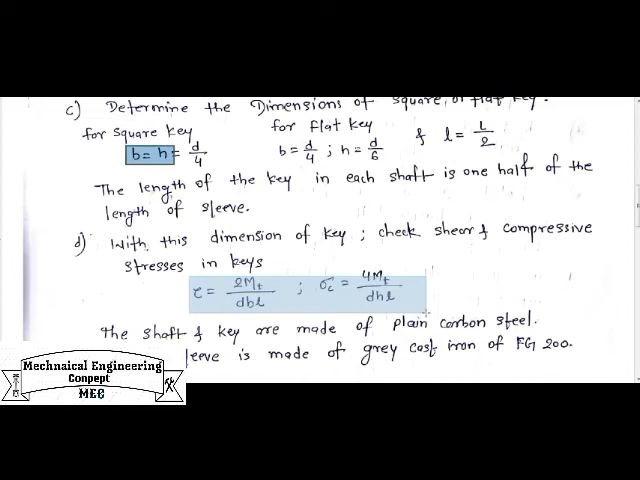 c) Determine the Dimensions of square or flat key.
for square key
b = h = d/4
for flat key
b = d/4 ; h = d/6
& l = L/2
The length of the key in each shaft is one half of the
length of sleeve.
d) With this dimension of key, check shear & compressive
stresses in keys
τ = 2Mt/dbl ; σc = 4Mt/dhl
The shaft & key are made of plain carbon steel.
sleeve is made of grey cast iron of FG 200.
Mechnaical Engineering
Conpept
MEC